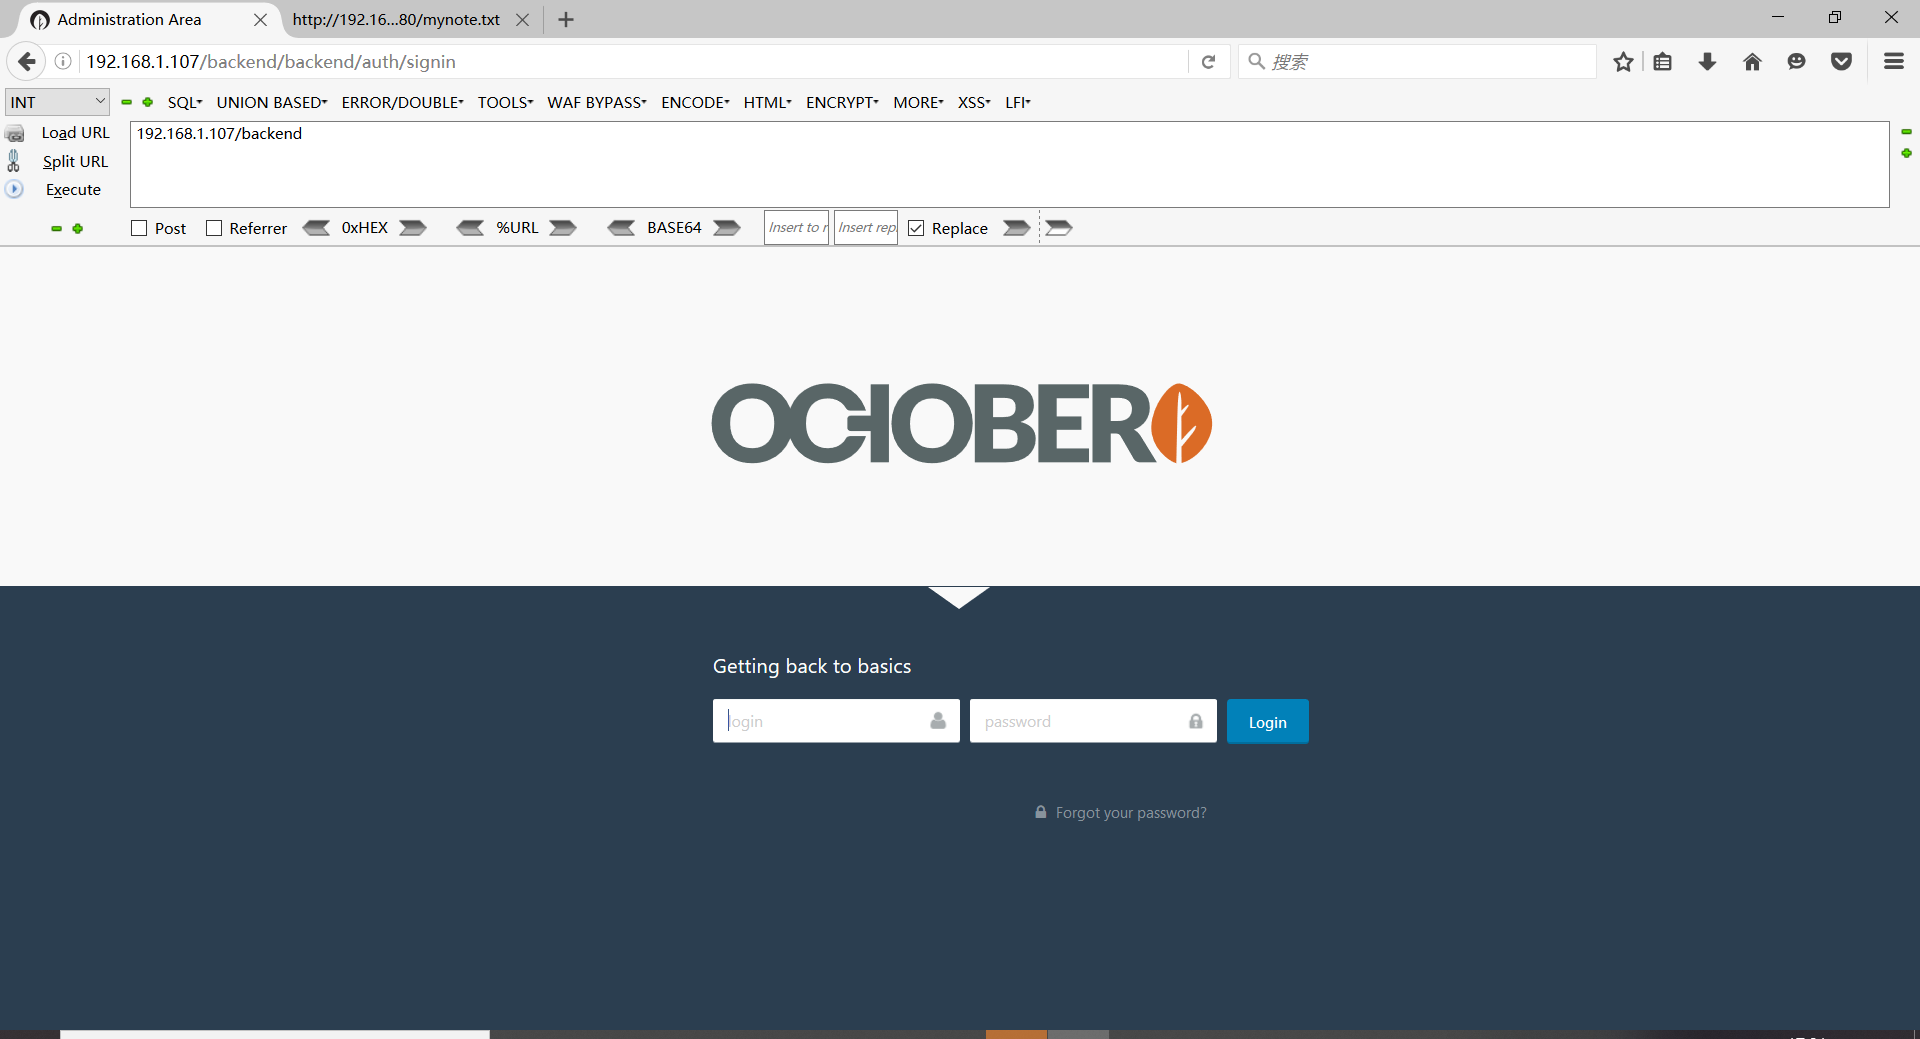 Administration Area
http://192.16...80/mynote.txt
192.168.1.107/backend/backend/auth/signin
搜索
INT
SQL UNION BASED ERROR/DOUBLE TOOLS WAF BYPASS ENCODE HTML ENCRYPT MORE XSS LFI
Load URL
192.168.1.107/backend
Split URL
Execute
Post Referrer 0xHEX %URL BASE64 Insert to r Insert rep Replace
OCTOBER
Getting back to basics
login password Login
Forgot your password?